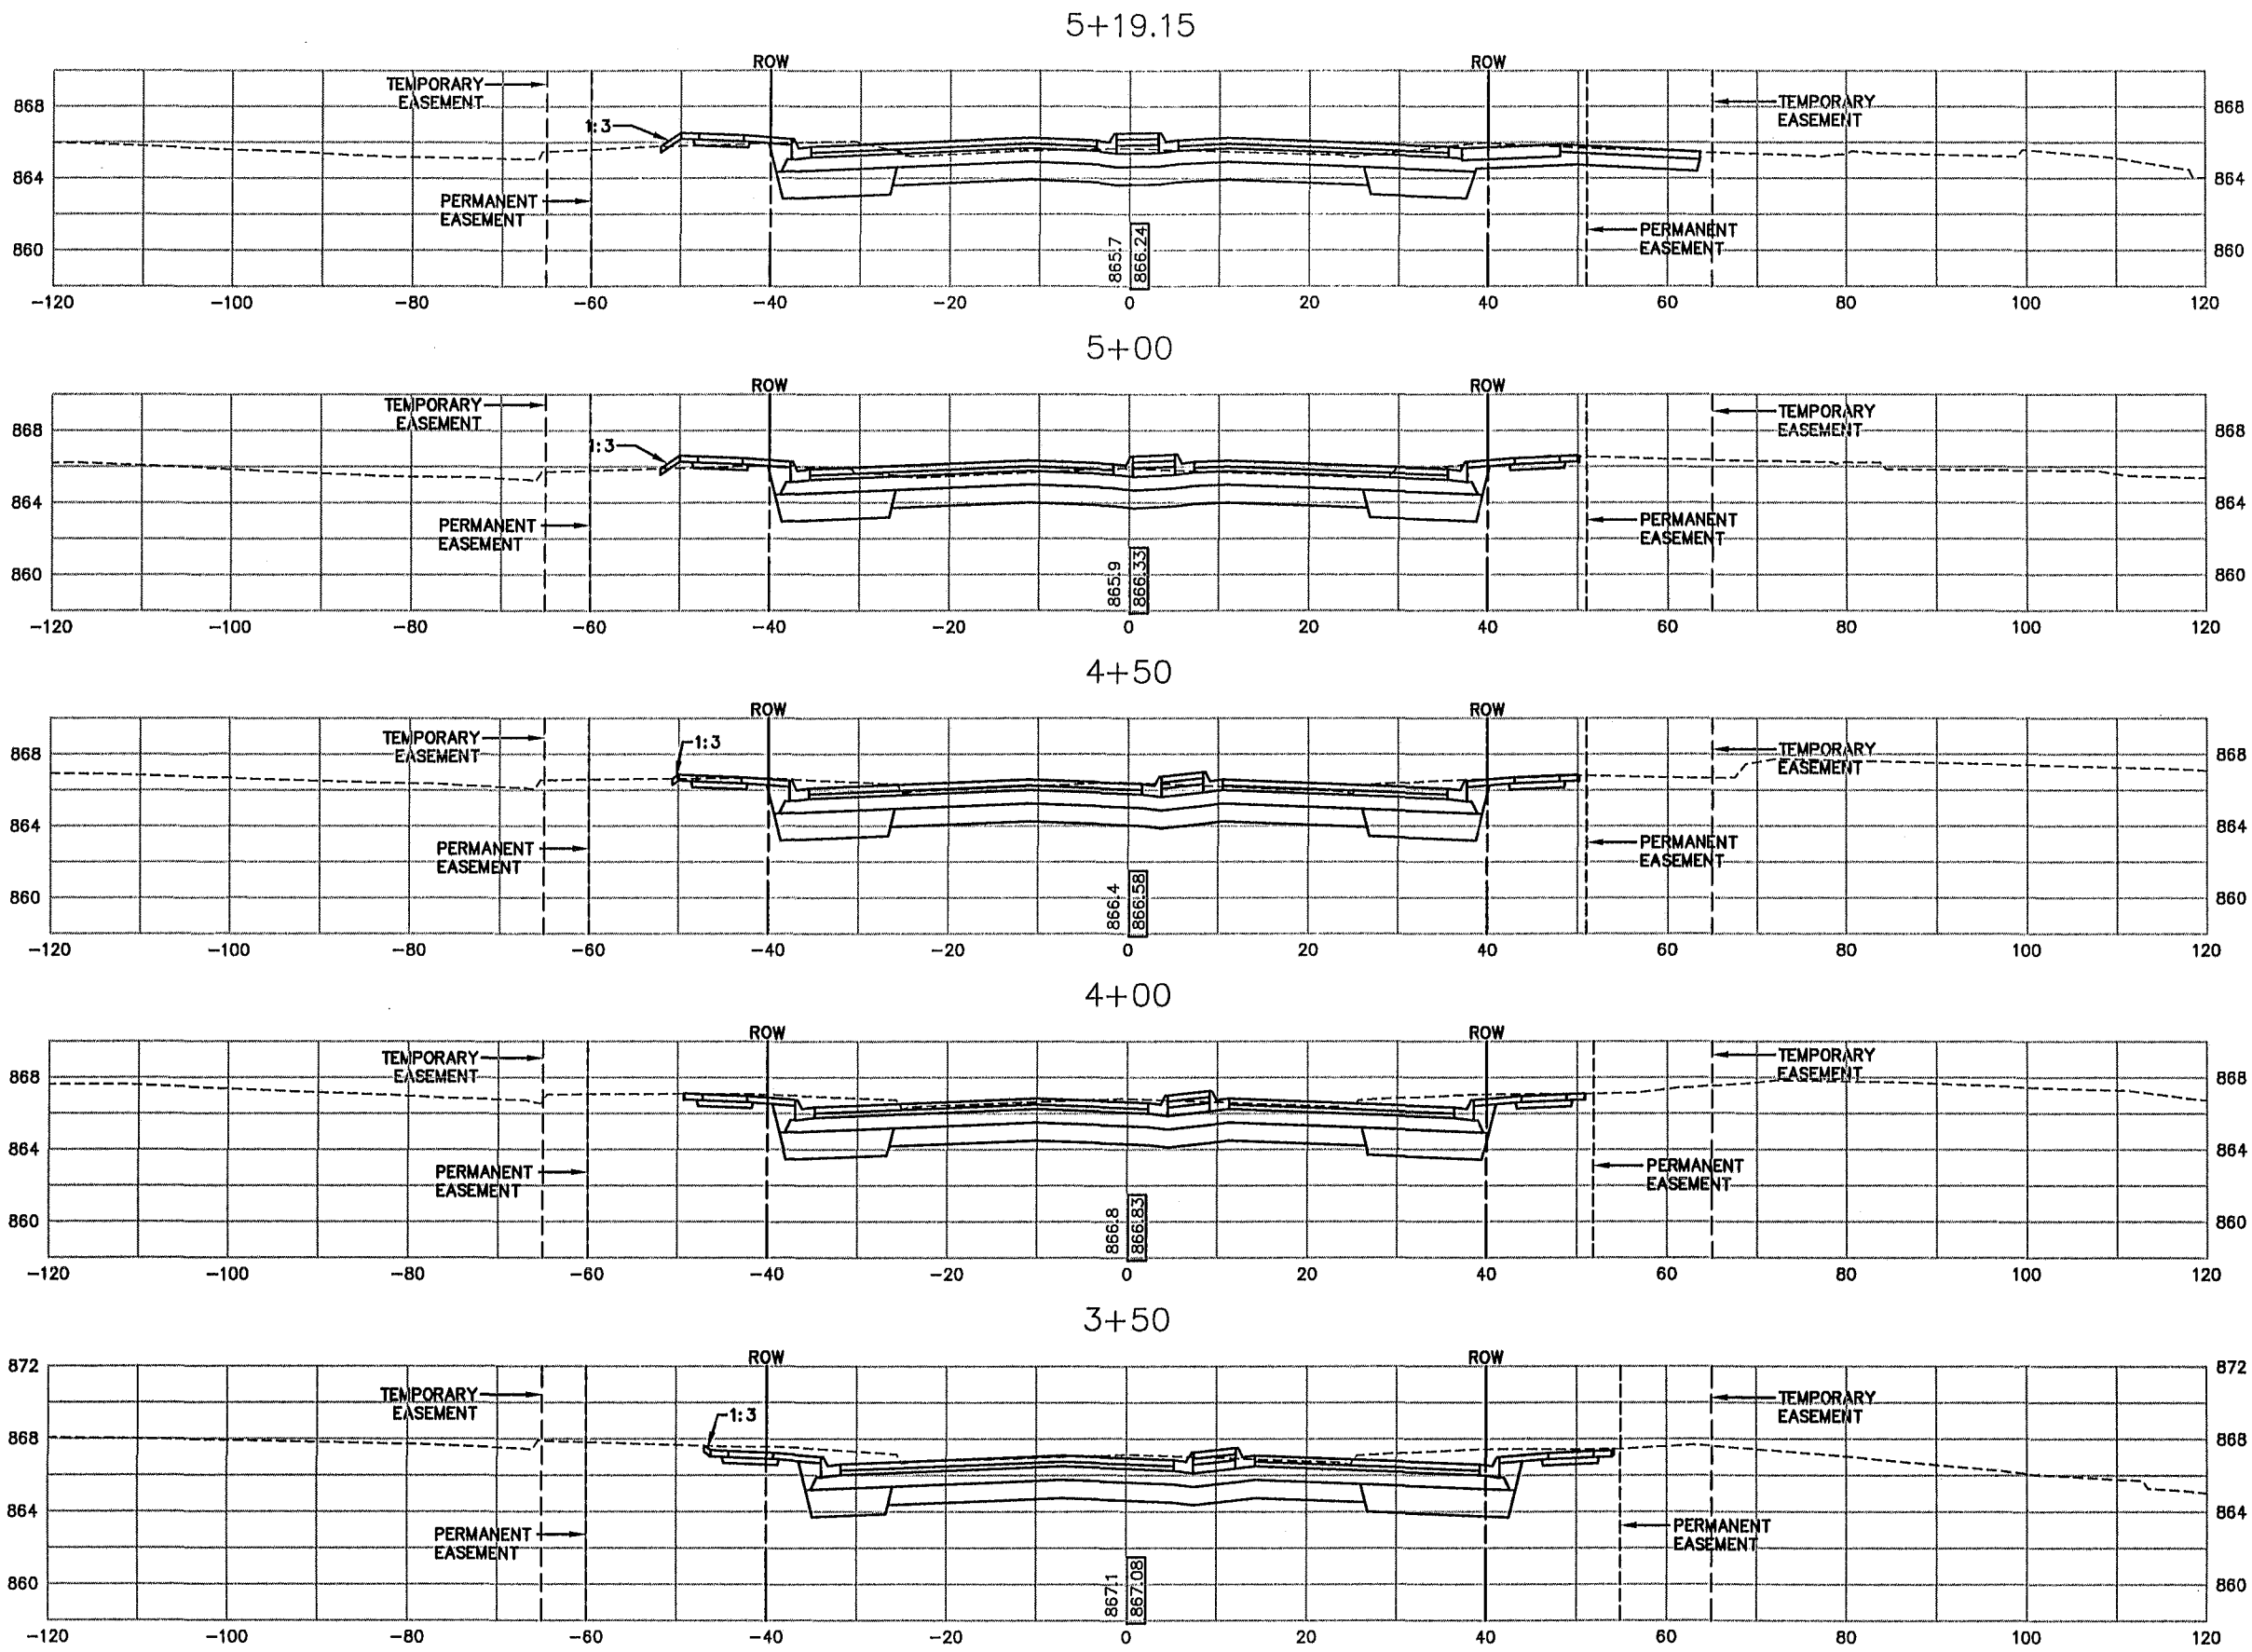 5+19.15
ROW ROW
TEMPORARY
EASEMENT
TEMPORARY
EASEMENT
868 868
1:3
864 864
PERMANENT
EASEMENT
PERMANENT
EASEMENT
860 860
865.7
866.24
-120 -100 -80 -60 -40 -20 0 20 40 60 80 100 120
5+00
ROW ROW
TEMPORARY
EASEMENT
TEMPORARY
EASEMENT
868 868
1:3
864 864
PERMANENT
EASEMENT
PERMANENT
EASEMENT
860 860
865.9
866.33
-120 -100 -80 -60 -40 -20 0 20 40 60 80 100 120
4+50
ROW ROW
TEMPORARY
EASEMENT
1:3
TEMPORARY
EASEMENT
868 868
864 864
PERMANENT
EASEMENT
PERMANENT
EASEMENT
860 860
866.4
866.58
-120 -100 -80 -60 -40 -20 0 20 40 60 80 100 120
4+00
ROW ROW
TEMPORARY
EASEMENT
TEMPORARY
EASEMENT
868 868
864 864
PERMANENT
EASEMENT
PERMANENT
EASEMENT
860 860
866.8
866.83
-120 -100 -80 -60 -40 -20 0 20 40 60 80 100 120
3+50
ROW ROW
872 872
TEMPORARY
EASEMENT
1:3
TEMPORARY
EASEMENT
868 868
864 864
PERMANENT
EASEMENT
PERMANENT
EASEMENT
860 860
867.1
867.08
-120 -100 -80 -60 -40 -20 0 20 40 60 80 100 120